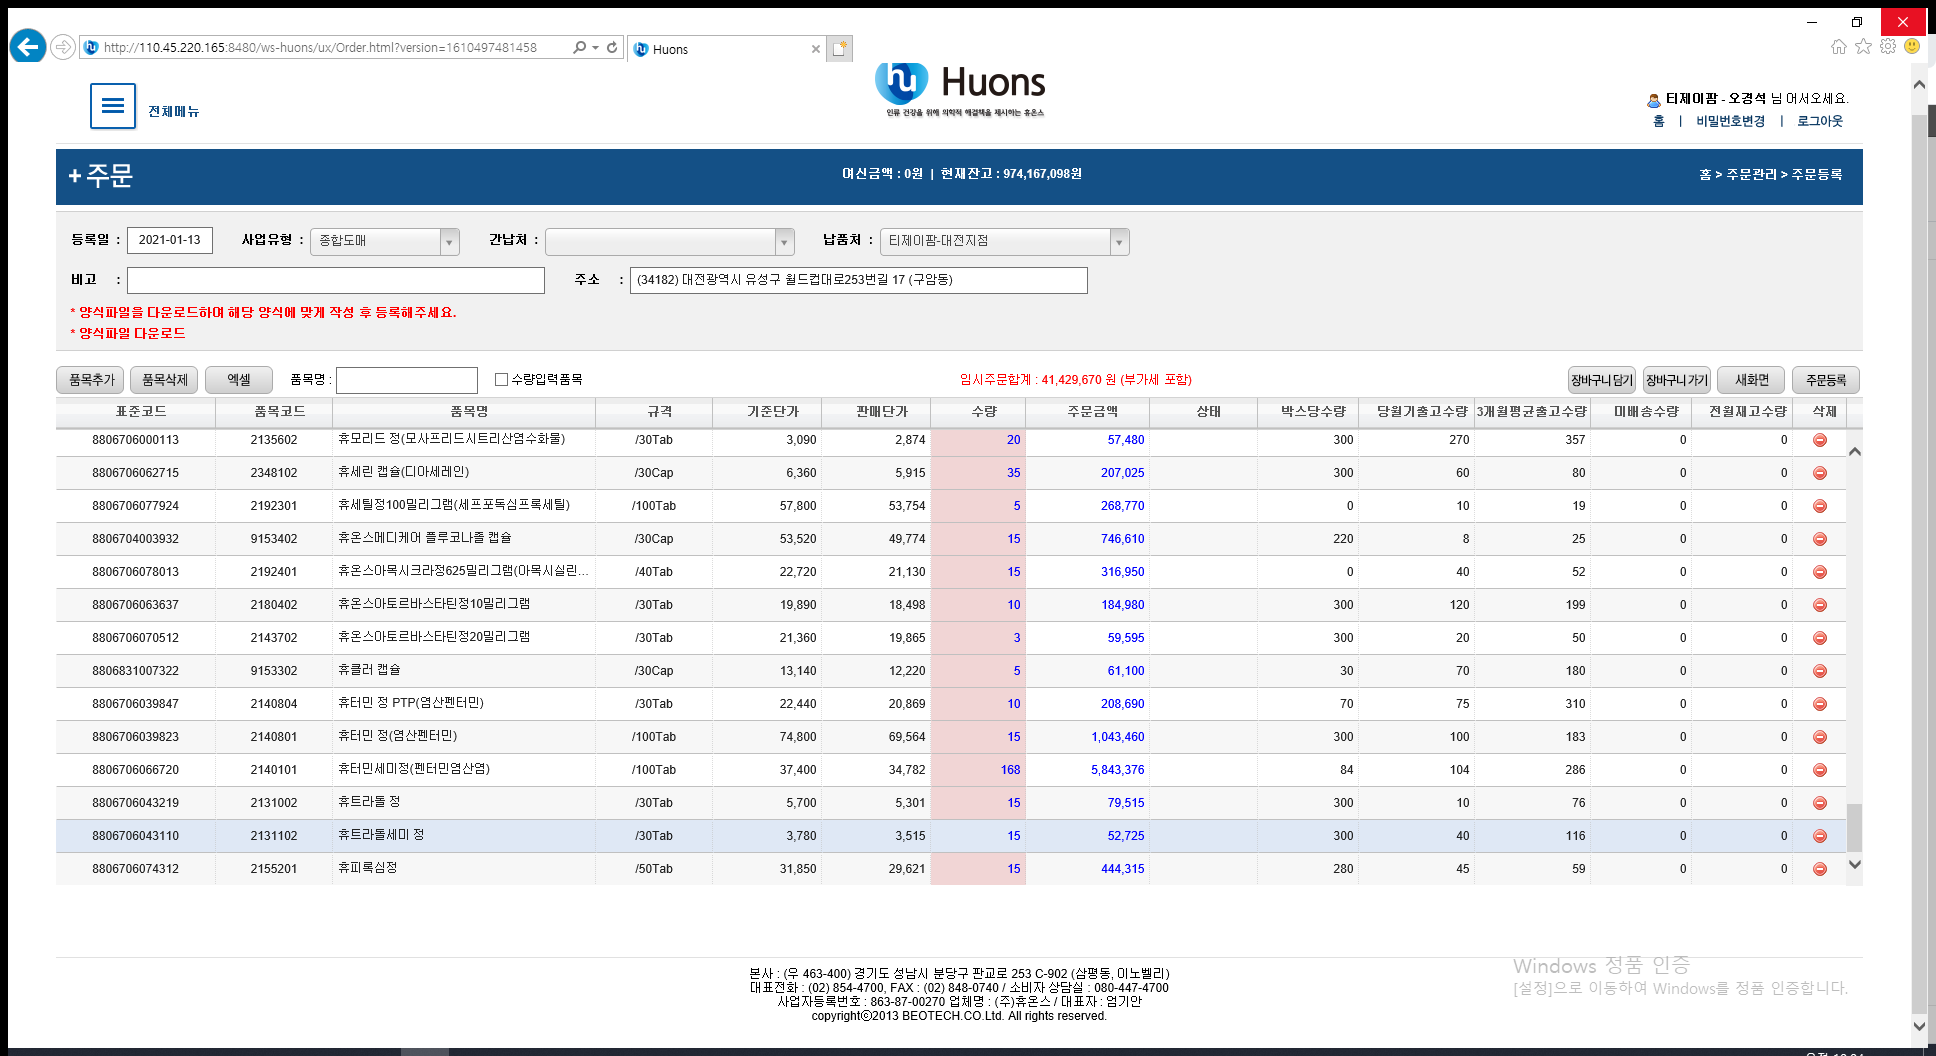 http://110.45.220.165:8480/ws-huons/ux/Order.html?version=1610497481458
Huons
hu Huons
인류 건강을 위해 의학적 해결책을 제시하는 휴온스
전체메뉴
티제이팜 - 오경석 님 어서오세요.
홈 | 비밀번호변경 | 로그아웃
+ 주문
여신금액 : 0원 | 현재잔고 : 974,167,098원
홈 > 주문관리 > 주문등록
등록일 : 2021-01-13 사업유형 : 종합도매 간납처 : 납품처 : 티제이팜-대전지점
비고 : 주소 : (34182) 대전광역시 유성구 월드컵대로253번길 17 (구암동)
* 양식파일을 다운로드하여 해당 양식에 맞게 작성 후 등록해주세요.
* 양식파일 다운로드
품목추가 품목삭제 엑셀 품목명 : 수량입력품목 임시주문합계 : 41,429,670 원 (부가세 포함) 장바구니담기 장바구니가기 새화면 주문등록
표준코드 품목코드 품목명 규격 기준단가 판매단가 수량 주문금액 상태 박스당수량 당월기출고수량 3개월평균출고수량 미배송수량 전월재고수량 삭제
8806706000113 2135602 휴모리드 정(모사프리드시트리산염수화물) /30Tab 3,090 2,874 20 57,480 300 270 357 0 0
8806706062715 2348102 휴세린 캡슐(디아세레인) /30Cap 6,360 5,915 35 207,025 300 60 80 0 0
8806706077924 2192301 휴세틸정100밀리그램(세프포독심프록세틸) /100Tab 57,800 53,754 5 268,770 0 10 19 0 0
8806704003932 9153402 휴온스메디케어 플루코나졸 캡슐 /30Cap 53,520 49,774 15 746,610 220 8 25 0 0
8806706078013 2192401 휴온스아목시크라정625밀리그램(아목시실린... /40Tab 22,720 21,130 15 316,950 0 40 52 0 0
8806706063637 2180402 휴온스아토르바스타틴정10밀리그램 /30Tab 19,890 18,498 10 184,980 300 120 199 0 0
8806706070512 2143702 휴온스아토르바스타틴정20밀리그램 /30Tab 21,360 19,865 3 59,595 300 20 50 0 0
8806831007322 9153302 휴클러 캡슐 /30Cap 13,140 12,220 5 61,100 30 70 180 0 0
8806706039847 2140804 휴터민 정 PTP(염산펜터민) /30Tab 22,440 20,869 10 208,690 70 75 310 0 0
8806706039823 2140801 휴터민 정(염산펜터민) /100Tab 74,800 69,564 15 1,043,460 300 100 183 0 0
8806706066720 2140101 휴터민세미정(펜터민염산염) /100Tab 37,400 34,782 168 5,843,376 84 104 286 0 0
8806706043219 2131002 휴트라돌 정 /30Tab 5,700 5,301 15 79,515 300 10 76 0 0
8806706043110 2131102 휴트라돌세미 정 /30Tab 3,780 3,515 15 52,725 300 40 116 0 0
8806706074312 2155201 휴피록심정 /50Tab 31,850 29,621 15 444,315 280 45 59 0 0
본사 : (우 463-400) 경기도 성남시 분당구 판교로 253 C-902 (삼평동, 이노밸리)
대표전화 : (02) 854-4700, FAX : (02) 848-0740 / 소비자 상담실 : 080-447-4700
사업자등록번호 : 863-87-00270 업체명 : (주)휴온스 / 대표자 : 엄기안
copyrightⓒ2013 BEOTECH.CO.Ltd. All rights reserved.
Windows 정품 인증
[설정]으로 이동하여 Windows를 정품 인증합니다.